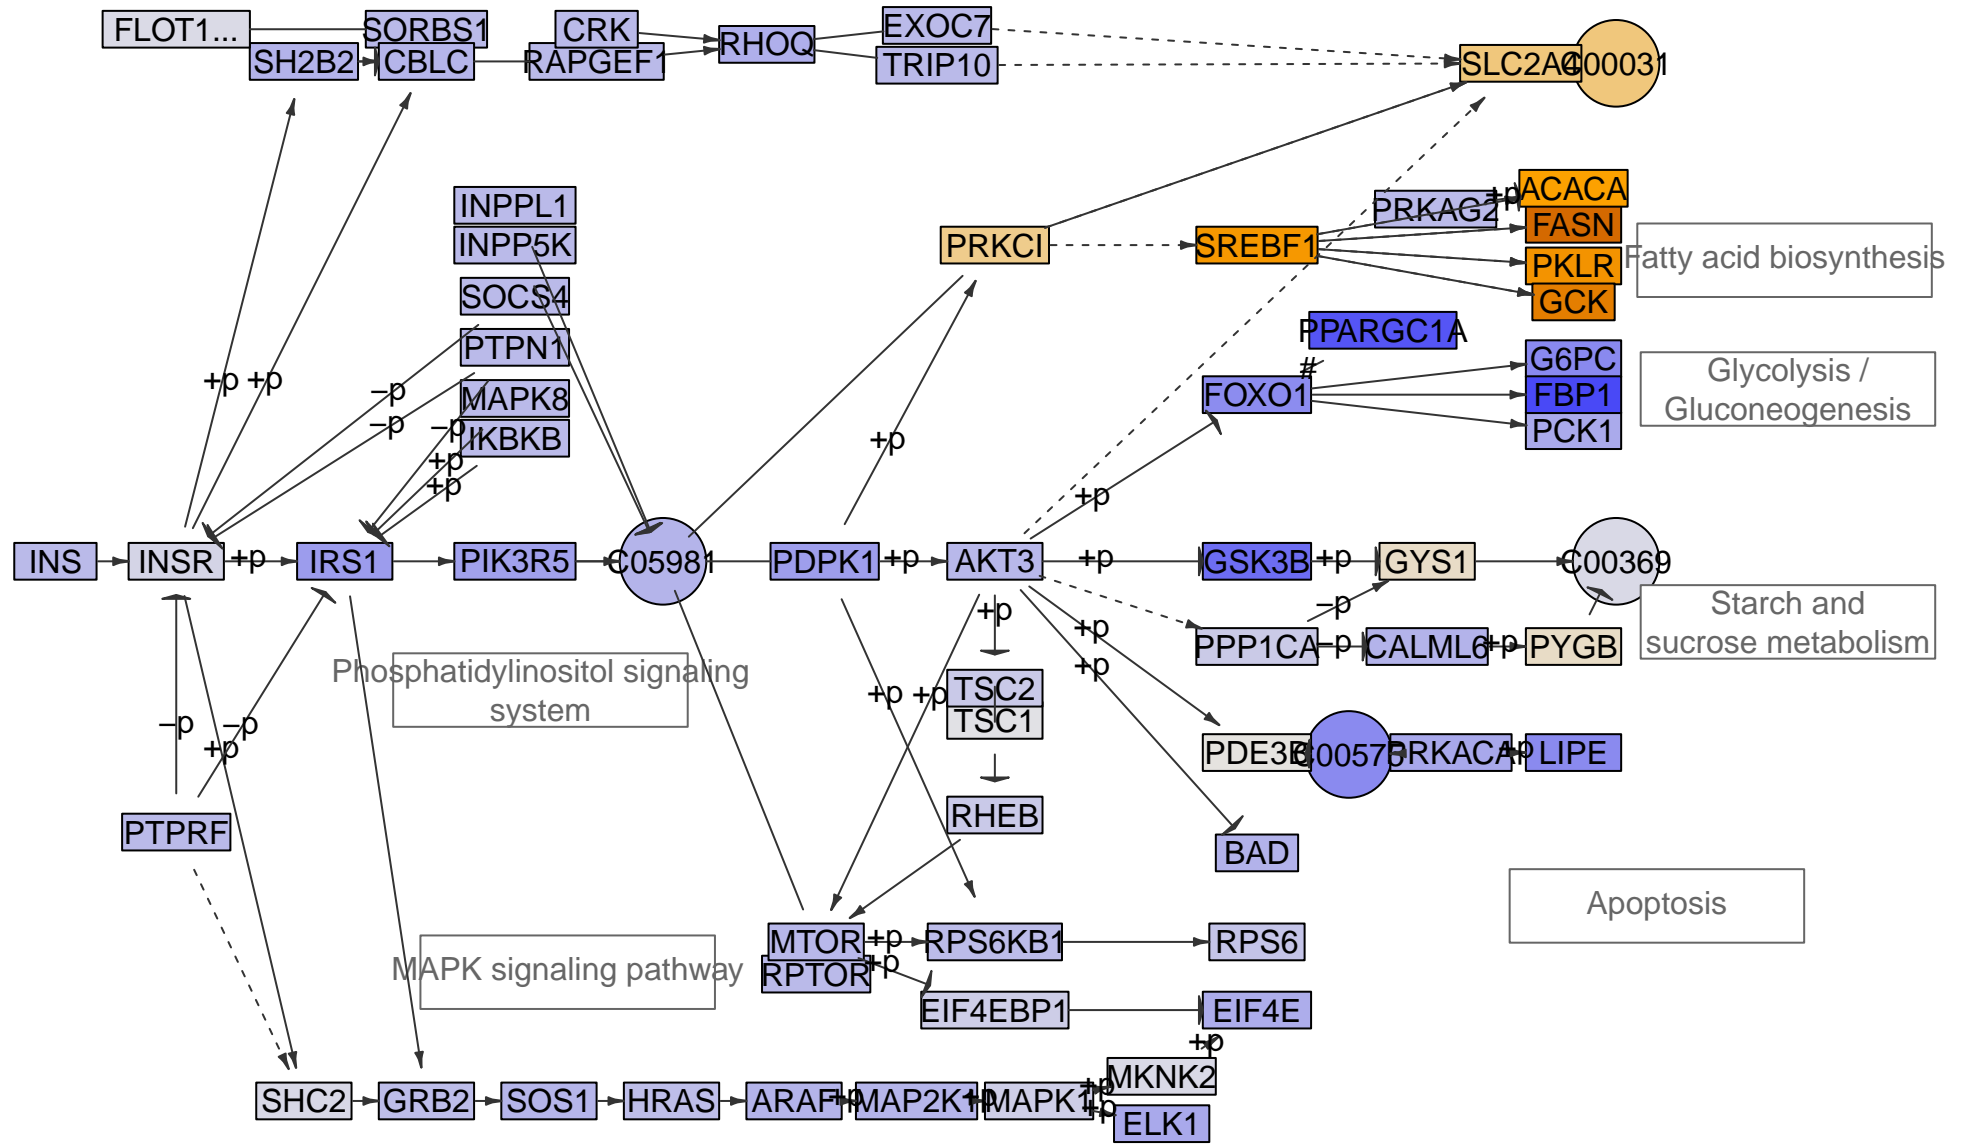 FLOT1...
SORBS1
CRK
EXOC7
SH2B2
CBLC
RAPGEF1
RHOQ
TRIP10
SLC2A4
C00031
INPPL1
INPP5K
SOCS4
PTPN1
MAPK8
IKBKB
PRKCI
SREBF1
PRKAG2
+p
ACACA
FASN
PKLR
GCK
Fatty acid biosynthesis
PPARGC1A
#
FOXO1
G6PC
FBP1
PCK1
Glycolysis /
Gluconeogenesis
+p
+p
−p
−p
−p
+p
+p
+p
+p
INS
INSR
+p
IRS1
PIK3R5
C05981
PDPK1
+p
AKT3
+p
GSK3B
+p
GYS1
C00369
+p
−p
PPP1CA
−p
CALML6
+p
PYGB
Starch and
sucrose metabolism
+p
+p
Phosphatidylinositol signaling
system
TSC2
TSC1
+p
+p
−p
−p
+p
PDE3B
C00575
PRKACA
+p
LIPE
PTPRF
RHEB
BAD
Apoptosis
MAPK signaling pathway
MTOR
+p
RPS6KB1
RPS6
RPTOR
+p
EIF4EBP1
EIF4E
+p
SHC2
GRB2
SOS1
HRAS
ARAF
+p
MAP2K1
+p
MAPK1
+p
+p
MKNK2
ELK1